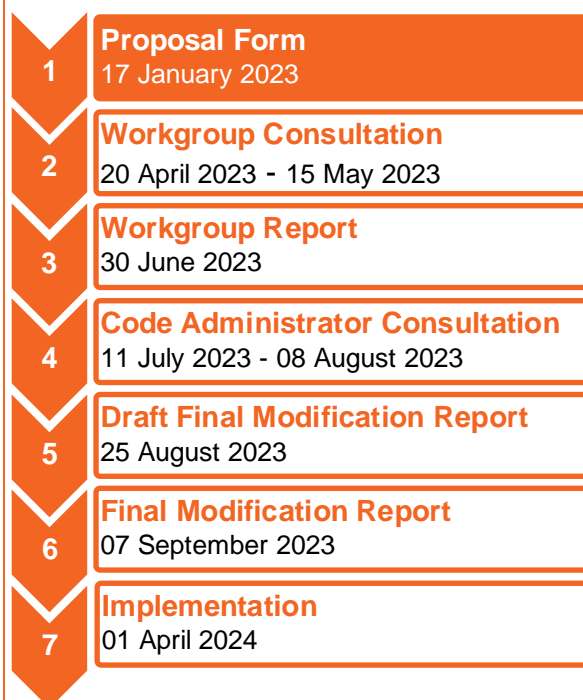 1
Proposal Form
17 January 2023
2
Workgroup Consultation
20 April 2023 - 15 May 2023
3
Workgroup Report
30 June 2023
4
Code Administrator Consultation
11 July 2023 - 08 August 2023
5
Draft Final Modification Report
25 August 2023
6
Final Modification Report
07 September 2023
7
Implementation
01 April 2024